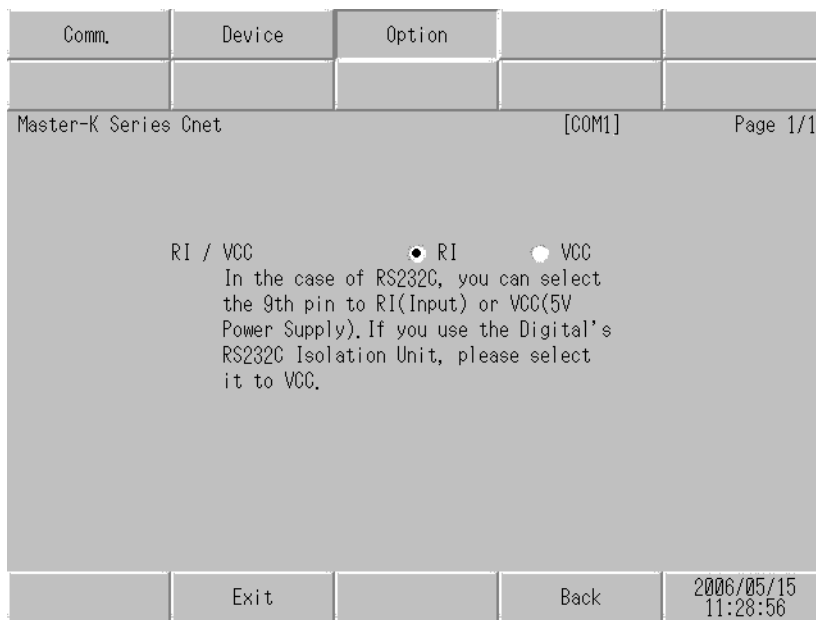 Comm. Device Option
Master-K Series Cnet [COM1] Page 1/1
RI / VCC RI VCC
In the case of RS232C, you can select
the 9th pin to RI(Input) or VCC(5V
Power Supply).If you use the Digital's
RS232C Isolation Unit, please select
it to VCC.
Exit Back 2006/05/15
11:28:56